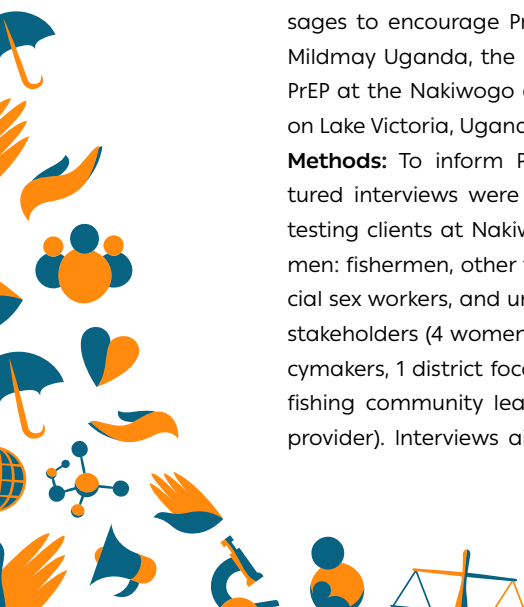 sages to encourage Pr
Mildmay Uganda, the
PrEP at the Nakiwogo
on Lake Victoria, Ugand
Methods: To inform P
tured interviews were
testing clients at Nakiw
men: fishermen, other
cial sex workers, and u
stakeholders (4 women
cymakers, 1 district foc
fishing community lea
provider). Interviews ai